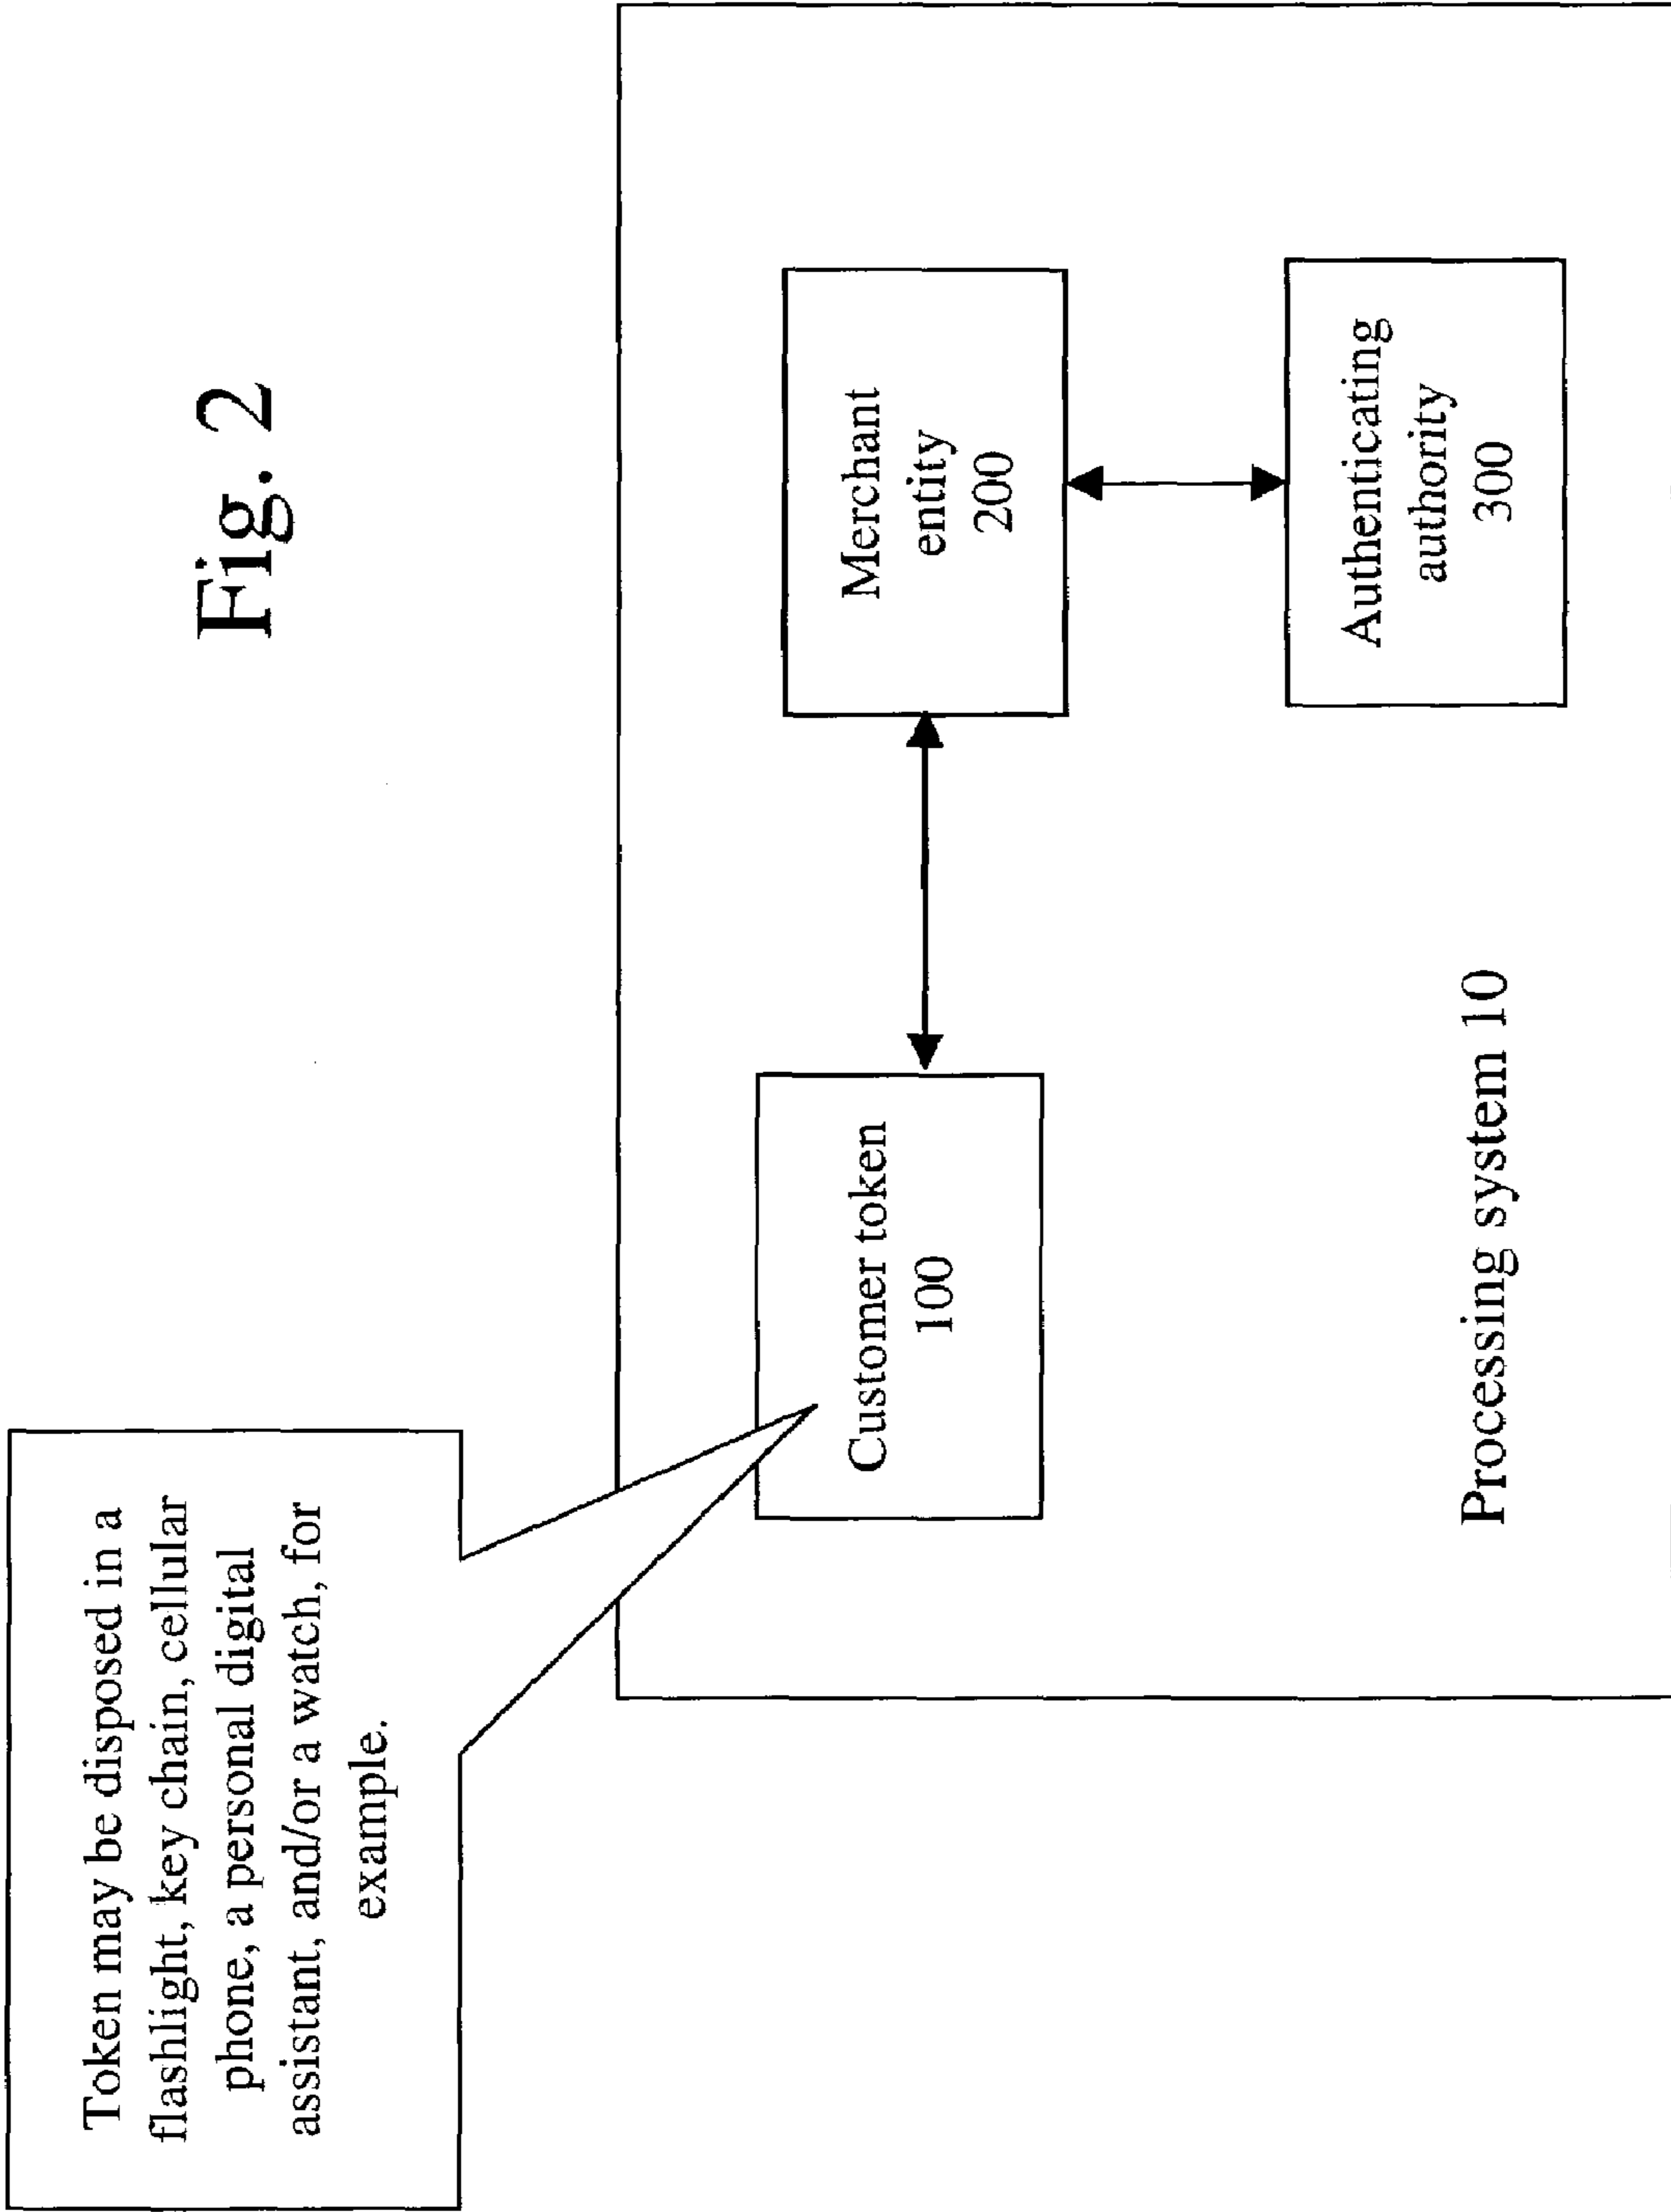 Fig. 2
Token may be disposed in a
flashlight, key chain, cellular
phone, a personal digital
assistant, and/or a watch, for
example.
Customer token
100
Merchant
entity
200
Authenticating
authority
300
Processing system 10